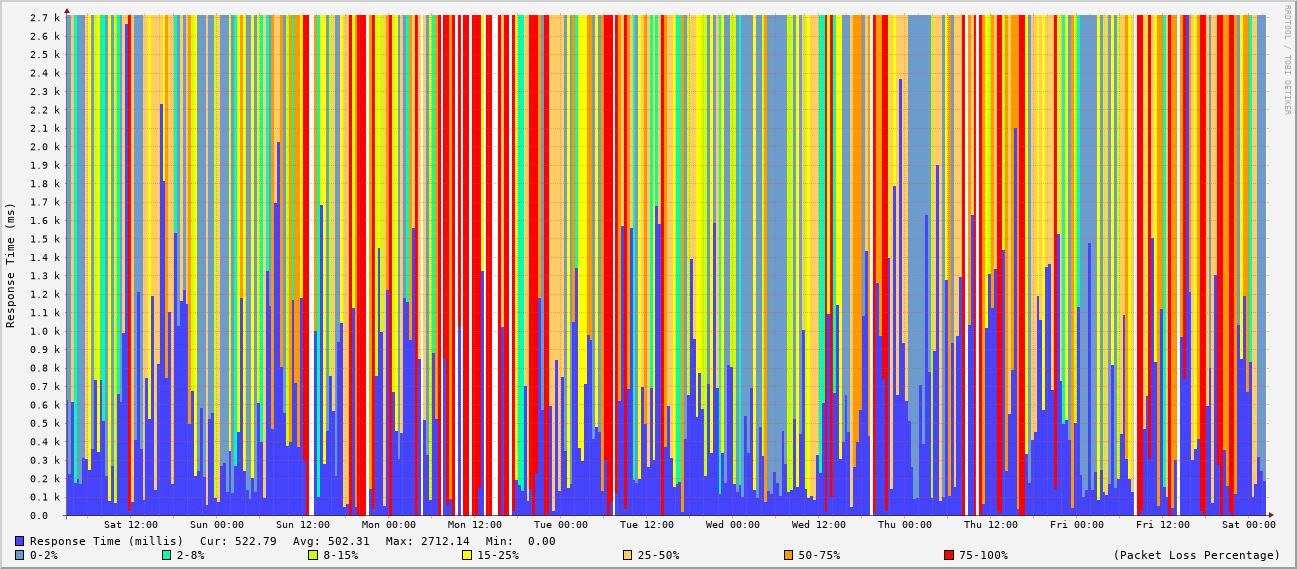 2.7 k
2.6 k
2.5 k
2.4 k
2.3 k
2.2 k
2.1 k
2.0 k
1.9 k
1.8 k
1.7 k
1.6 k
1.5 k
1.4 k
1.3 k
1.2 k
1.1 k
1.0 k
0.9 k
0.8 k
0.7 k
0.6 k
0.5 k
0.4 k
0.3 k
0.2 k
0.1 k
0.0
Response Time (ms)
RRDTOOL / TOBI OETIKER
Sat 12:00 Sun 00:00 Sun 12:00 Mon 00:00 Mon 12:00 Tue 00:00 Tue 12:00 Wed 00:00 Wed 12:00 Thu 00:00 Thu 12:00 Fri 00:00 Fri 12:00 Sat 00:00
Response Time (millis) Cur: 522.79 Avg: 502.31 Max: 2712.14 Min: 0.00
0-2% 2-8% 8-15% 15-25% 25-50% 50-75% 75-100% (Packet Loss Percentage)